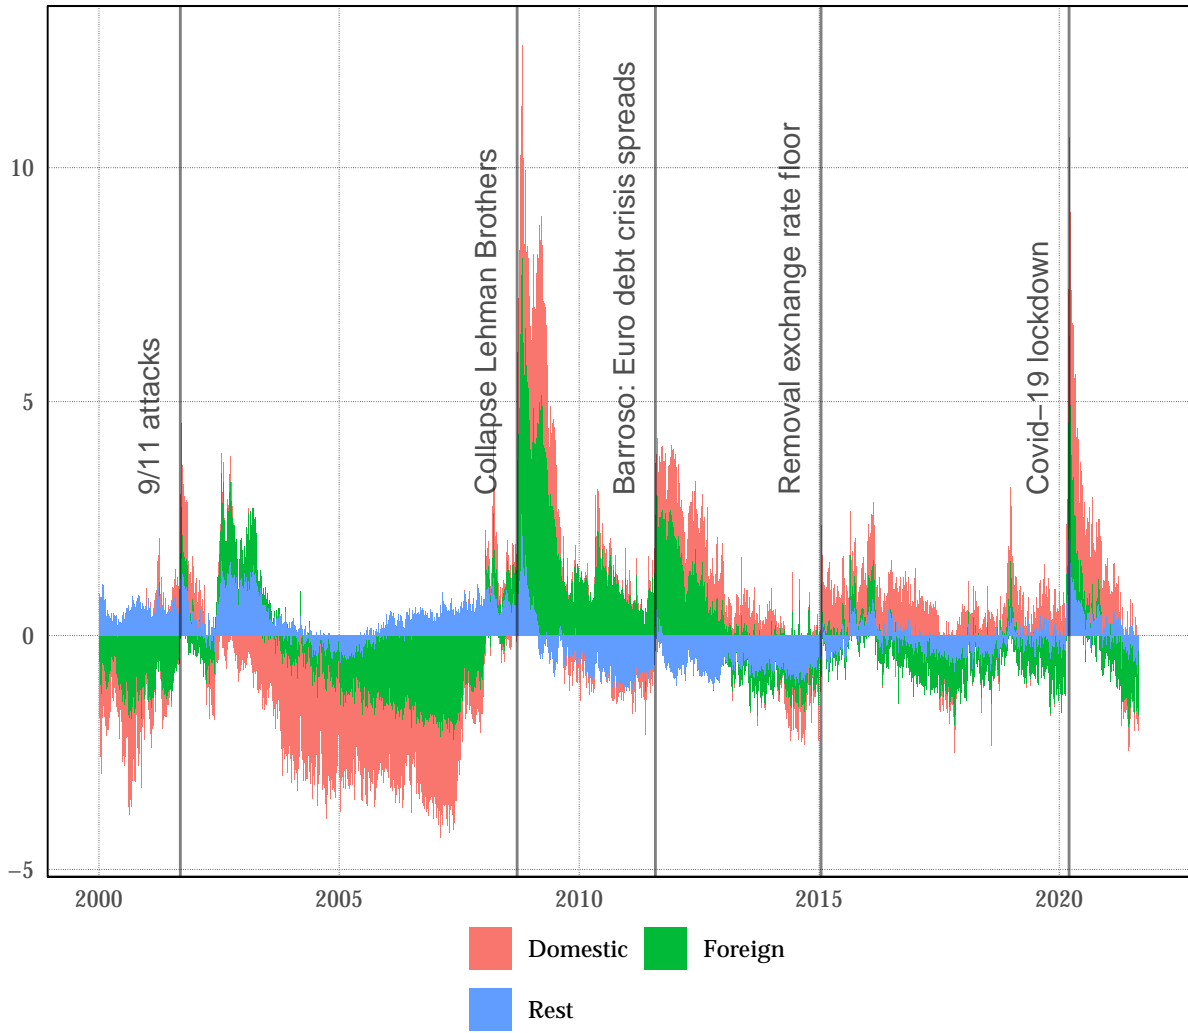 10
5
0
−5
9/11 attacks
Collapse Lehman Brothers
Barroso: Euro debt crisis spreads
Removal exchange rate floor
Covid−19 lockdown
2000
2005
2010
2015
2020
Domestic
Foreign
Rest